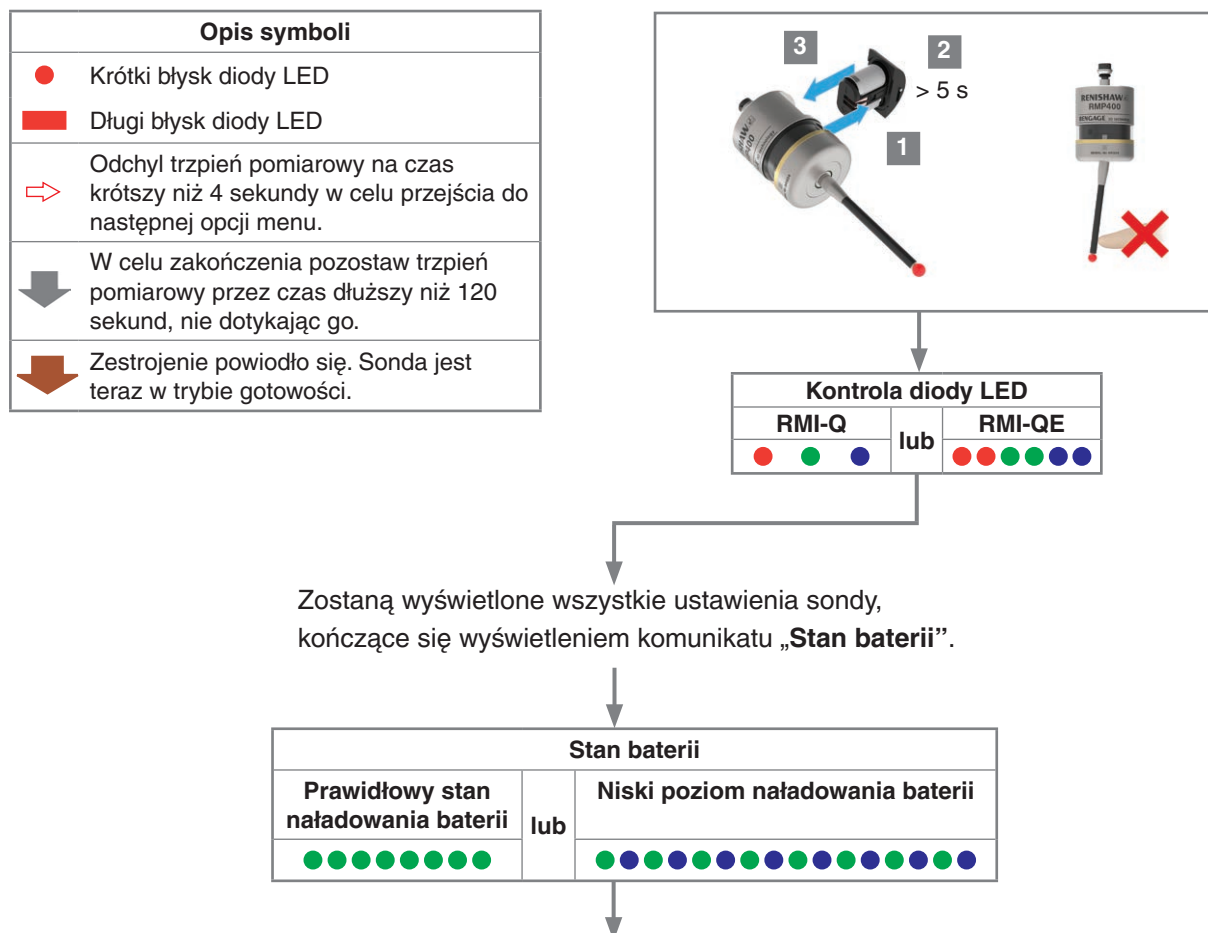 Opis symboli
Krótki błysk diody LED
Długi błysk diody LED
Odchyl trzpień pomiarowy na czas
krótszy niż 4 sekundy w celu przejścia do
następnej opcji menu.
W celu zakończenia pozostaw trzpień
pomiarowy przez czas dłuższy niż 120
sekund, nie dotykając go.
Zestrojenie powiodło się. Sonda jest
teraz w trybie gotowości.
3
2
> 5 s
1
RENISHAW
RMP400
RENGAGE
Kontrola diody LED
RMI-Q
lub
RMI-QE
Zostaną wyświetlone wszystkie ustawienia sondy,
kończące się wyświetleniem komunikatu „Stan baterii”.
Stan baterii
Prawidłowy stan
naładowania baterii
lub
Niski poziom naładowania baterii